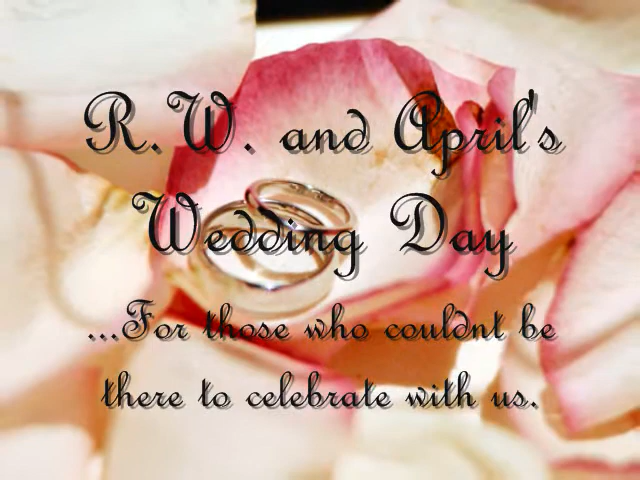 R.W. and April's
Wedding Day
...For those who couldnt be
there to celebrate with us.